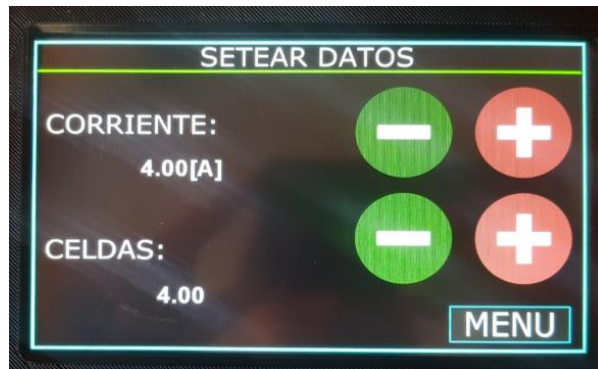 SETEAR DATOS
CORRIENTE:
4.00[A]
CELDAS:
4.00
MENU